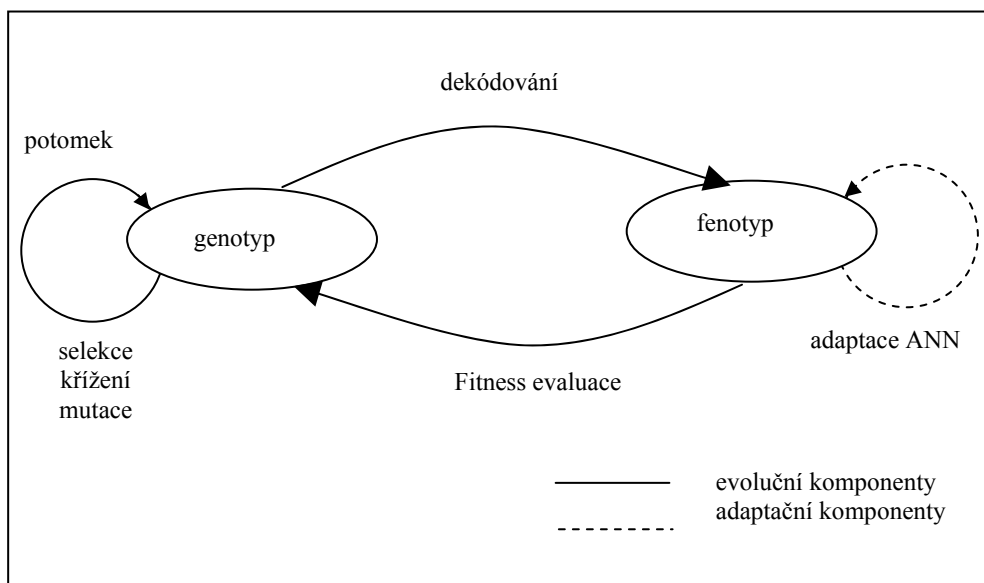 dekódování
potomek
genotyp
fenotyp
selekce
křížení
mutace
Fitness evaluace
adaptace ANN
evoluční komponenty
adaptační komponenty